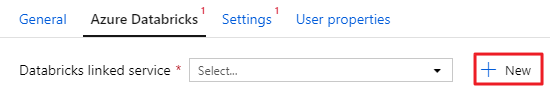 General Azure Databricks 1 Settings 1 User properties
Databricks linked service * Select... + New